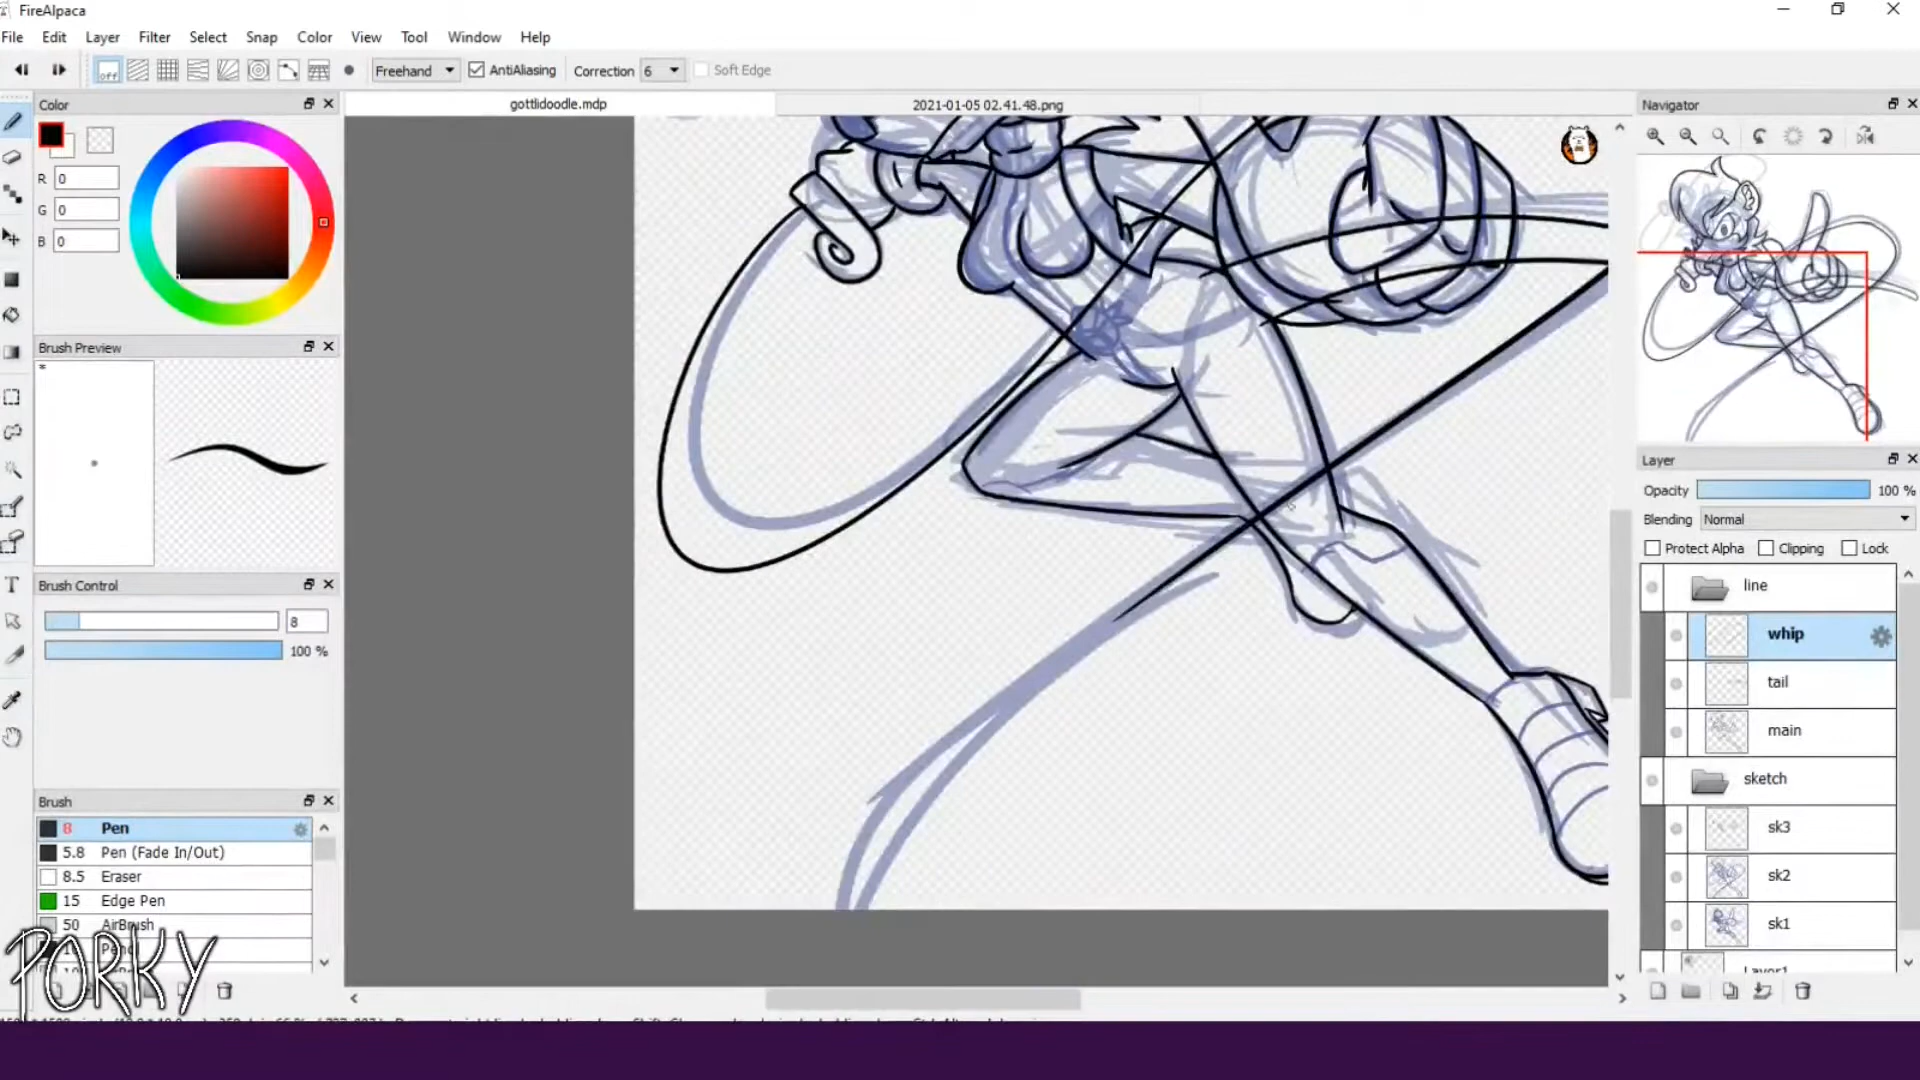 FireAlpaca
File Edit Layer Filter Select Snap Color View Tool Window Help
off Freehand AntiAliasing Correction 6 Soft Edge
Color
gottlidoodle.mdp
2021-01-05 02.41.48.png
Navigator
R 0
G 0
B 0
Brush Preview
*
Layer
Opacity 100 %
Blending Normal
Protect Alpha Clipping Lock
line
whip
tail
main
sketch
sk3
sk2
sk1
Layer1
Brush Control
8
100 %
T
Brush
8 Pen
5.8 Pen (Fade In/Out)
8.5 Eraser
15 Edge Pen
50 AirBrush
PORKY